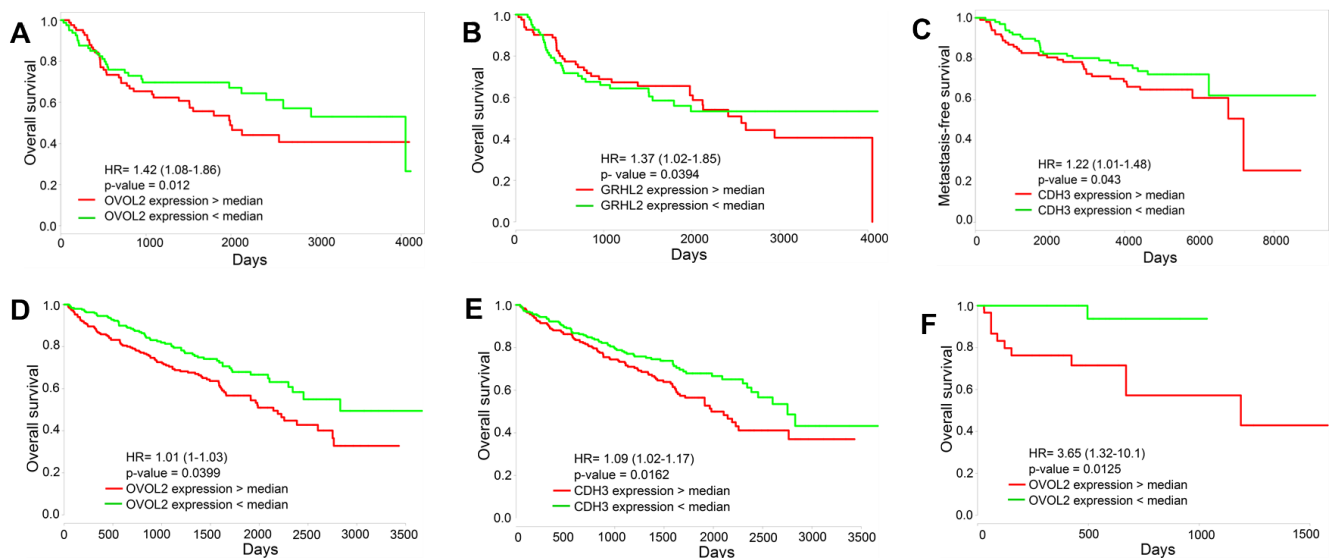 A
Overall survival
1.0
0.8
0.6
0.4
0.2
0.0
HR= 1.42 (1.08-1.86)
p-value = 0.012
OVOL2 expression > median
OVOL2 expression < median
0 1000 2000 3000 4000
Days
B
Overall survival
1.0
0.8
0.6
0.4
0.2
0.0
HR= 1.37 (1.02-1.85)
p- value = 0.0394
GRHL2 expression > median
GRHL2 expression < median
0 1000 2000 3000 4000
Days
C
Metastasis-free survival
1.0
0.8
0.6
0.4
0.2
0.0
HR= 1.22 (1.01-1.48)
p-value = 0.043
CDH3 expression > median
CDH3 expression < median
0 2000 4000 6000 8000
Days
D
Overall survival
1.0
0.8
0.6
0.4
0.2
0.0
HR= 1.01 (1-1.03)
p-value = 0.0399
OVOL2 expression > median
OVOL2 expression < median
0 500 1000 1500 2000 2500 3000 3500
Days
E
Overall survival
1.0
0.8
0.6
0.4
0.2
0.0
HR= 1.09 (1.02-1.17)
p-value = 0.0162
CDH3 expression > median
CDH3 expression < median
0 500 1000 1500 2000 2500 3000 3500
Days
F
Overall survival
1.0
0.8
0.6
0.4
0.2
0.0
HR= 3.65 (1.32-10.1)
p-value = 0.0125
OVOL2 expression > median
OVOL2 expression < median
0 500 1000 1500
Days